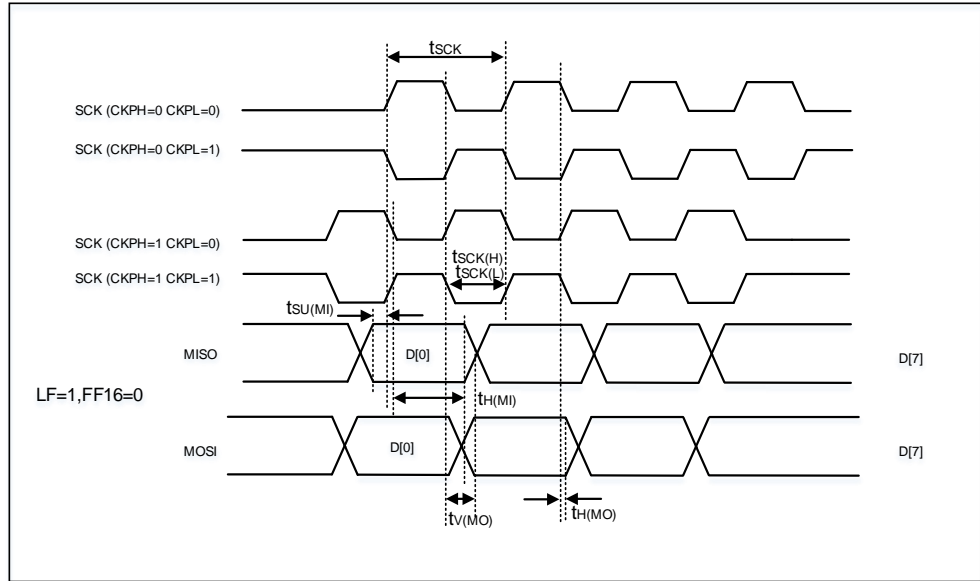 tSCK
SCK (CKPH=0 CKPL=0)
SCK (CKPH=0 CKPL=1)
SCK (CKPH=1 CKPL=0)
tSCK(H)
tSCK(L)
SCK (CKPH=1 CKPL=1)
tSU(MI)
MISO
D[0]
D[7]
LF=1,FF16=0
tH(MI)
MOSI
D[0]
D[7]
tV(MO)
tH(MO)